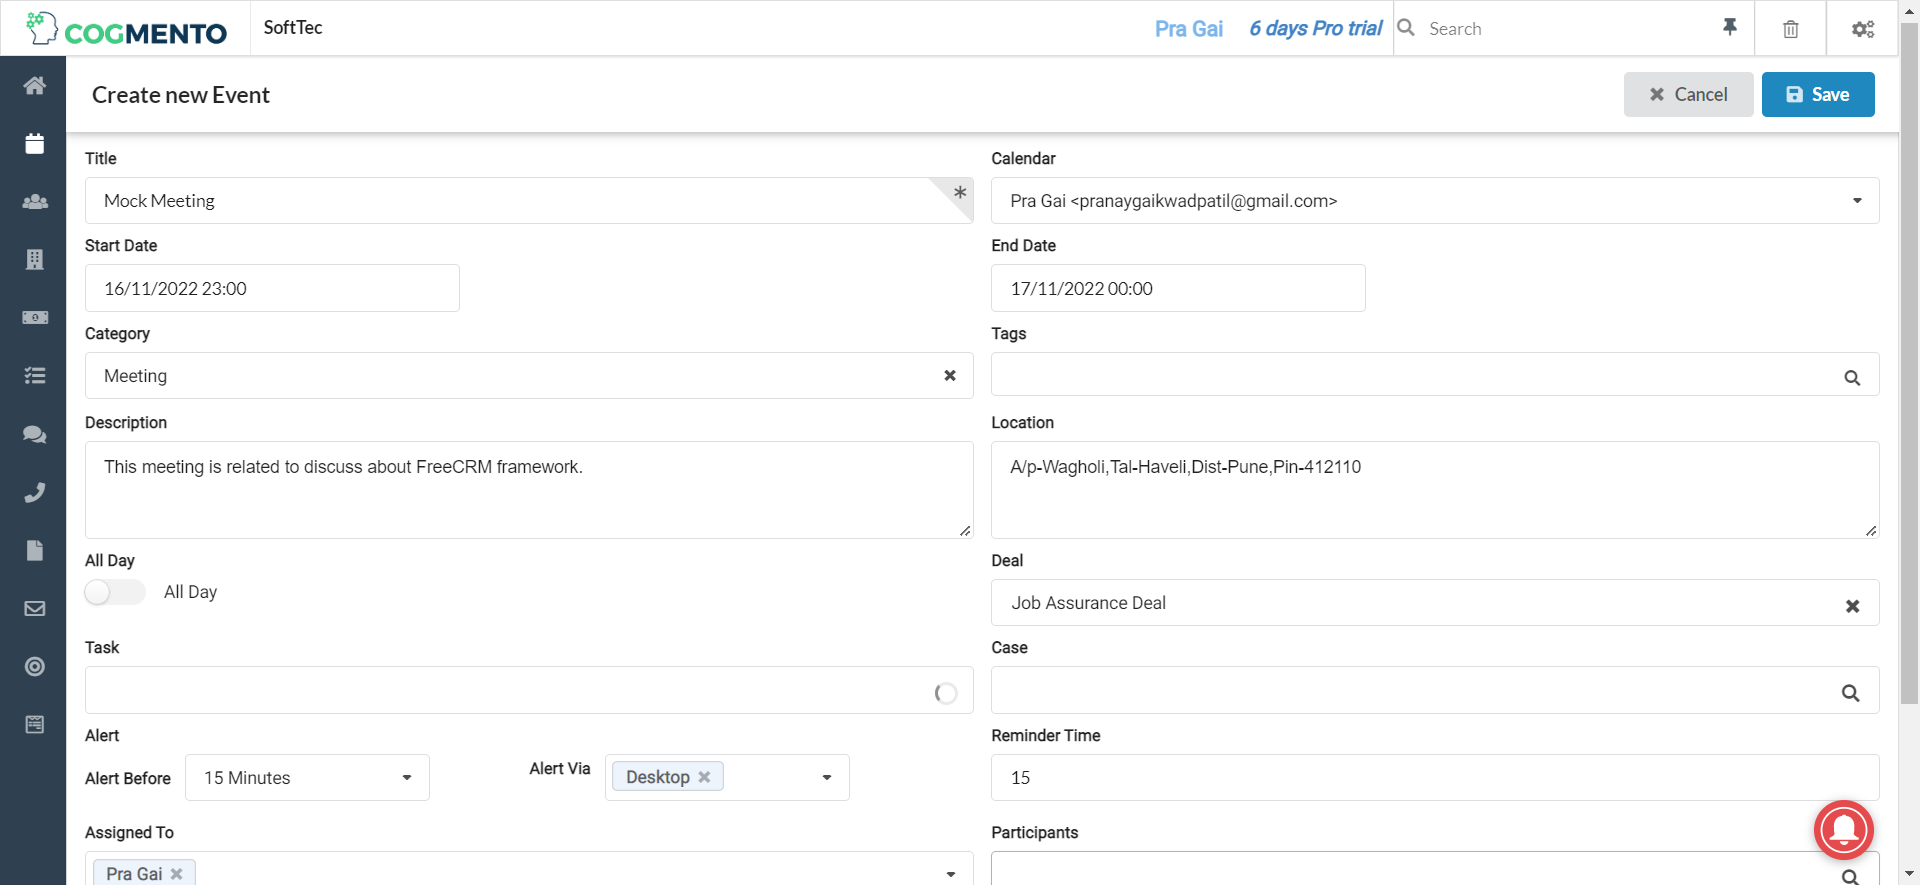 COGMENTO SoftTec Pra Gai 6 days Pro trial Search
Create new Event Cancel Save
Title Calendar
Mock Meeting * Pra Gai <pranaygaikwadpatil@gmail.com>
Start Date End Date
16/11/2022 23:00 17/11/2022 00:00
Category Tags
Meeting
Description Location
This meeting is related to discuss about FreeCRM framework. A/p-Wagholi,Tal-Haveli,Dist-Pune,Pin-412110
All Day Deal
All Day Job Assurance Deal
Task Case
Alert Reminder Time
Alert Before 15 Minutes Alert Via Desktop 15
Assigned To Participants
Pra Gai